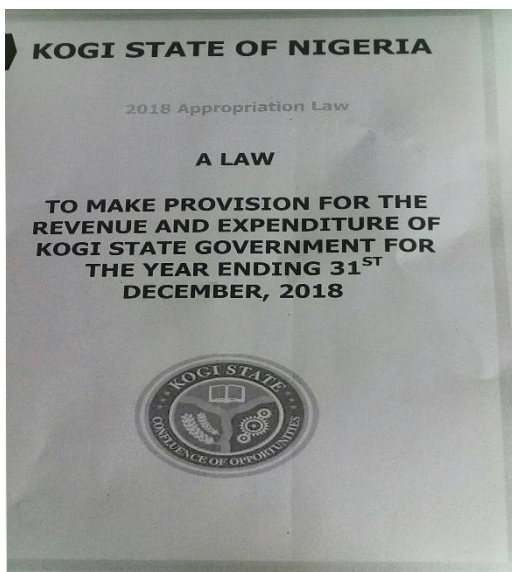 KOGI STATE OF NIGERIA
2018 Appropriation Law
A LAW
TO MAKE PROVISION FOR THE
REVENUE AND EXPENDITURE OF
KOGI STATE GOVERNMENT FOR
THE YEAR ENDING 31ST
DECEMBER, 2018
KOGI STATE
CONFLUENCE OF OPPORTUNITIES